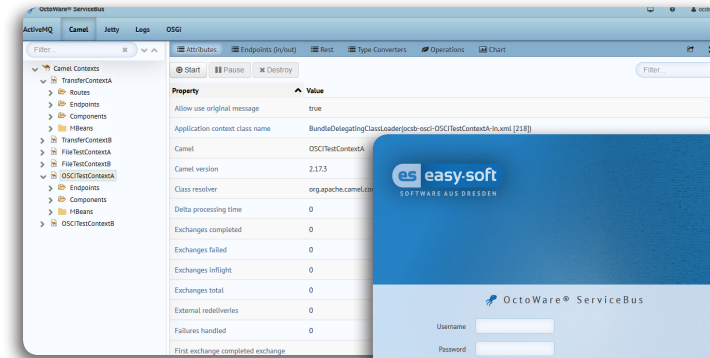 OctoWare® ServiceBus
ocsb
ActiveMQ Camel Jetty Logs OSGi
Filter...
Attributes Endpoints (in/out) Rest Type Converters Operations Chart
Camel Contexts
TransferContextA
Routes
Endpoints
Components
MBeans
TransferContextB
FileTestContextA
FileTestContextB
OSCITestContextA
Endpoints
Components
MBeans
OSCITestContextB
Start Pause Destroy
Filter...
Property Value
Allow use original message true
Application context class name BundleDelegatingClassLoader(ocsb-osci-OSCITestContextA-in.xml [218])
Camel OSCITestContextA
Camel version 2.17.3
Class resolver org.apache.camel.co
Delta processing time 0
Exchanges completed 0
Exchanges failed 0
Exchanges inflight 0
Exchanges total 0
External redeliveries 0
Failures handled 0
First exchange completed exchange
es easy-soft
SOFTWARE AUS DRESDEN
OctoWare® ServiceBus
Username
Password